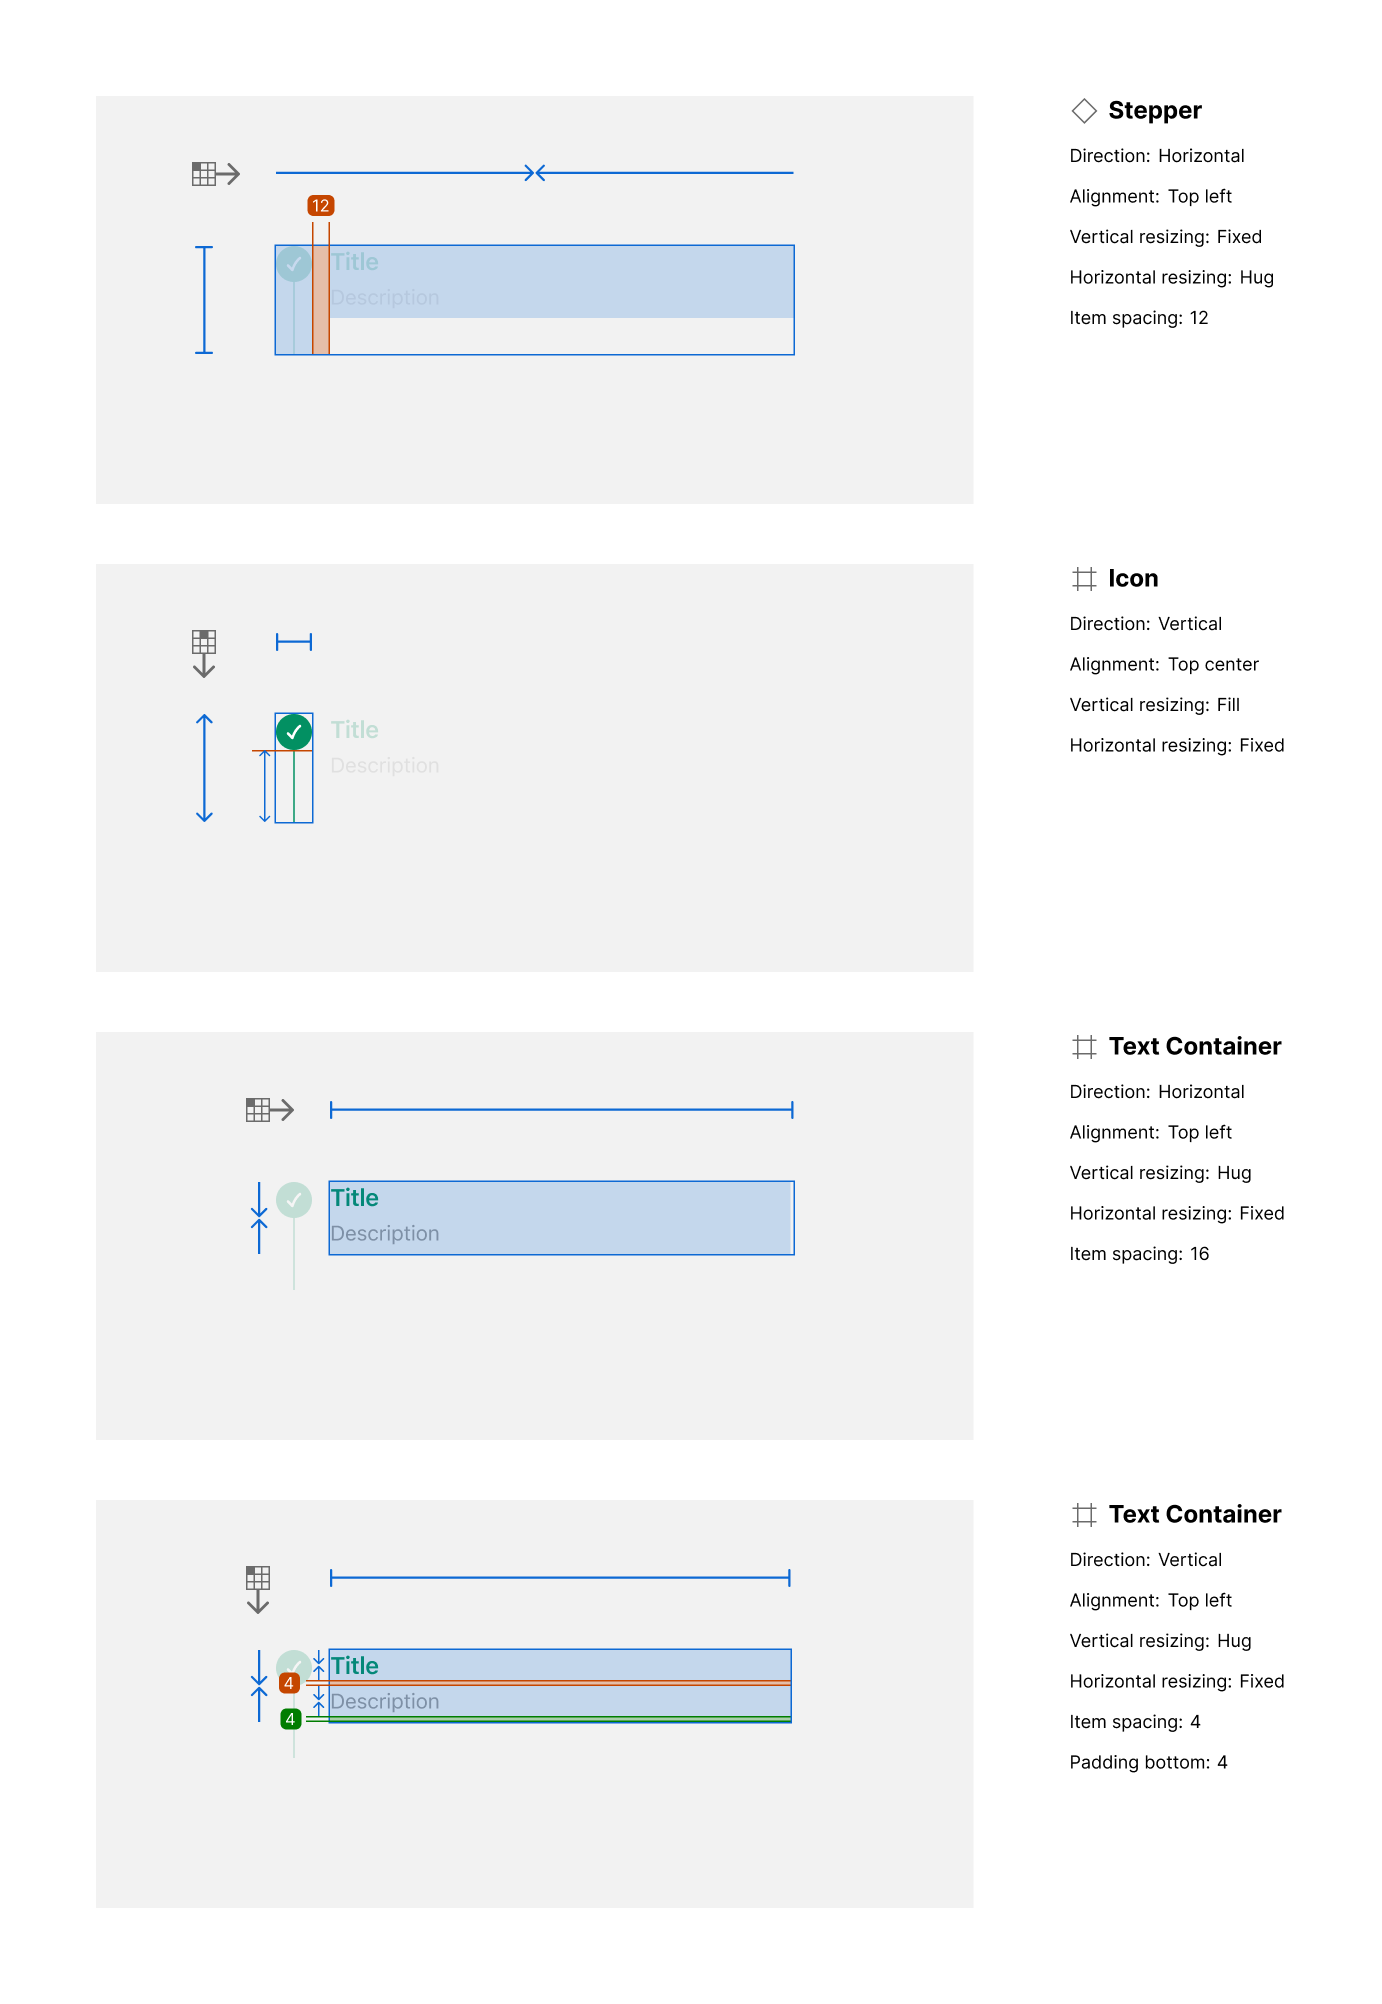 Stepper
Direction: Horizontal
Alignment: Top left
Vertical resizing: Fixed
Horizontal resizing: Hug
Item spacing: 12
12
Title
Description
Icon
Direction: Vertical
Alignment: Top center
Vertical resizing: Fill
Horizontal resizing: Fixed
Title
Description
Text Container
Direction: Horizontal
Alignment: Top left
Vertical resizing: Hug
Horizontal resizing: Fixed
Item spacing: 16
Title
Description
Text Container
Direction: Vertical
Alignment: Top left
Vertical resizing: Hug
Horizontal resizing: Fixed
Item spacing: 4
Padding bottom: 4
Title
4
Description
4